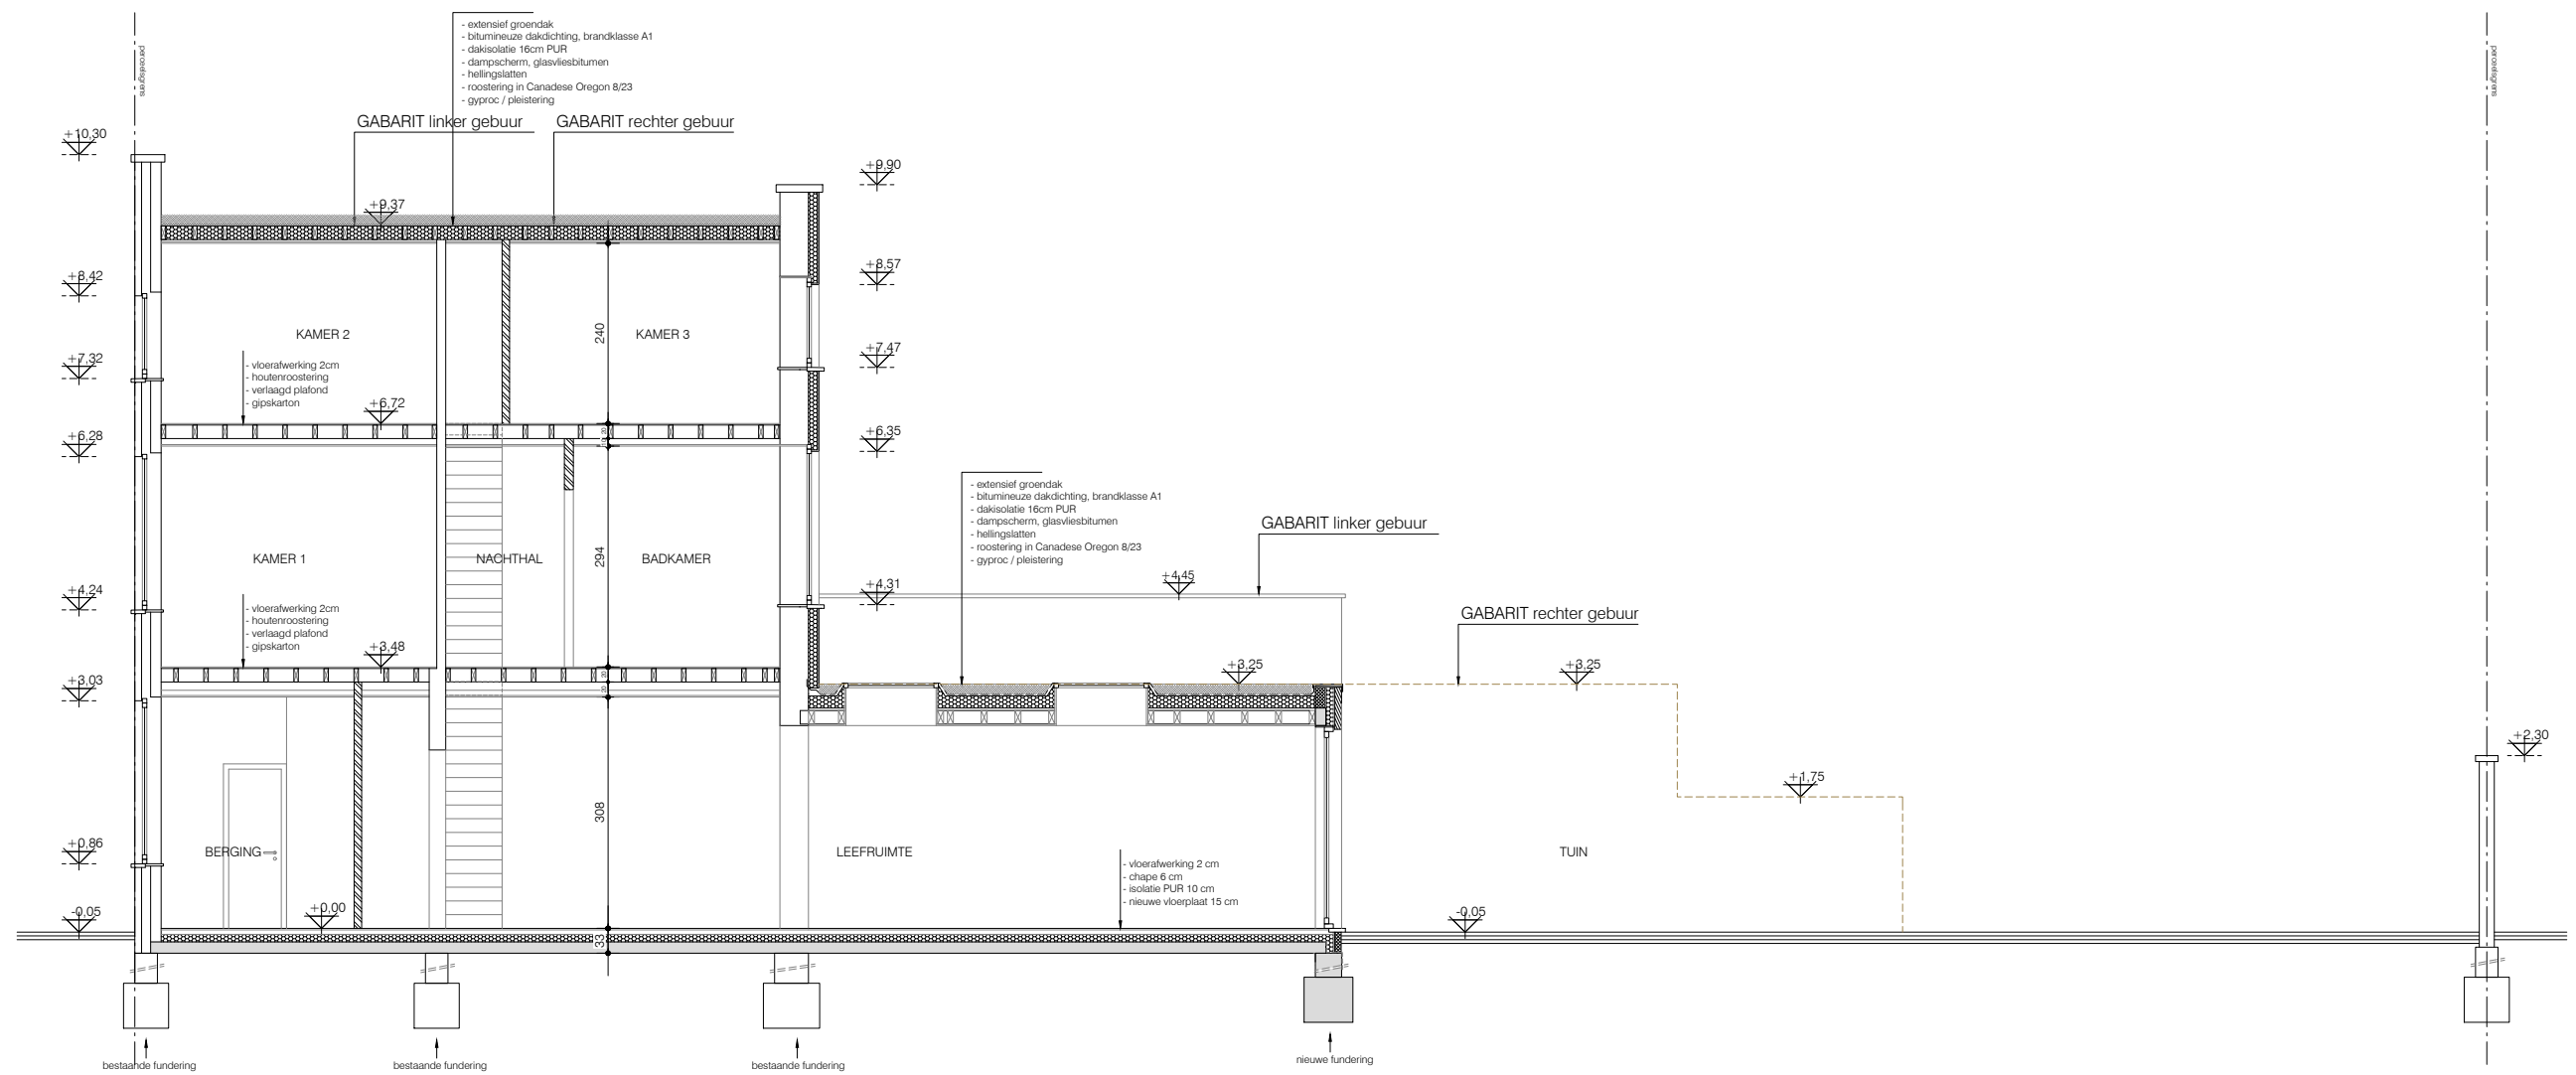 perceelsgrens
- extensief groendak
- bitumineuze dakdichting, brandklasse A1
- dakisolatie 16cm PUR
- dampscherm, glasvliesbitumen
- hellingslatten
- roostering in Canadese Oregon 8/23
- gyproc / pleistering
perceelsgrens
GABARIT linker gebuur
GABARIT rechter gebuur
+10,30
+9,90
+9,37
+8,57
+8,42
KAMER 2
KAMER 3
240
+7,47
+7,32
- vloerafwerking 2cm
- houtenroostering
- verlaagd plafond
- gipskarton
+6,72
20
+6,28
+6,35
- extensief groendak
- bitumineuze dakdichting, brandklasse A1
- dakisolatie 16cm PUR
- dampscherm, glasvliesbitumen
- hellingslatten
- roostering in Canadese Oregon 8/23
- gyproc / pleistering
GABARIT linker gebuur
KAMER 1
NACHTHAL
294
BADKAMER
+4,24
+4,31
+4,45
- vloerafwerking 2cm
- houtenroostering
- verlaagd plafond
- gipskarton
GABARIT rechter gebuur
+3,48
20
20
+3,25
+3,25
+3,03
+2,30
+1,75
308
+0,86
BERGING
LEEFRUIMTE
TUIN
- vloerafwerking 2 cm
- chape 6 cm
- isolatie PUR 10 cm
- nieuwe vloerplaat 15 cm
-0,05
+0,00
-0,05
33
bestaande fundering
bestaande fundering
bestaande fundering
nieuwe fundering